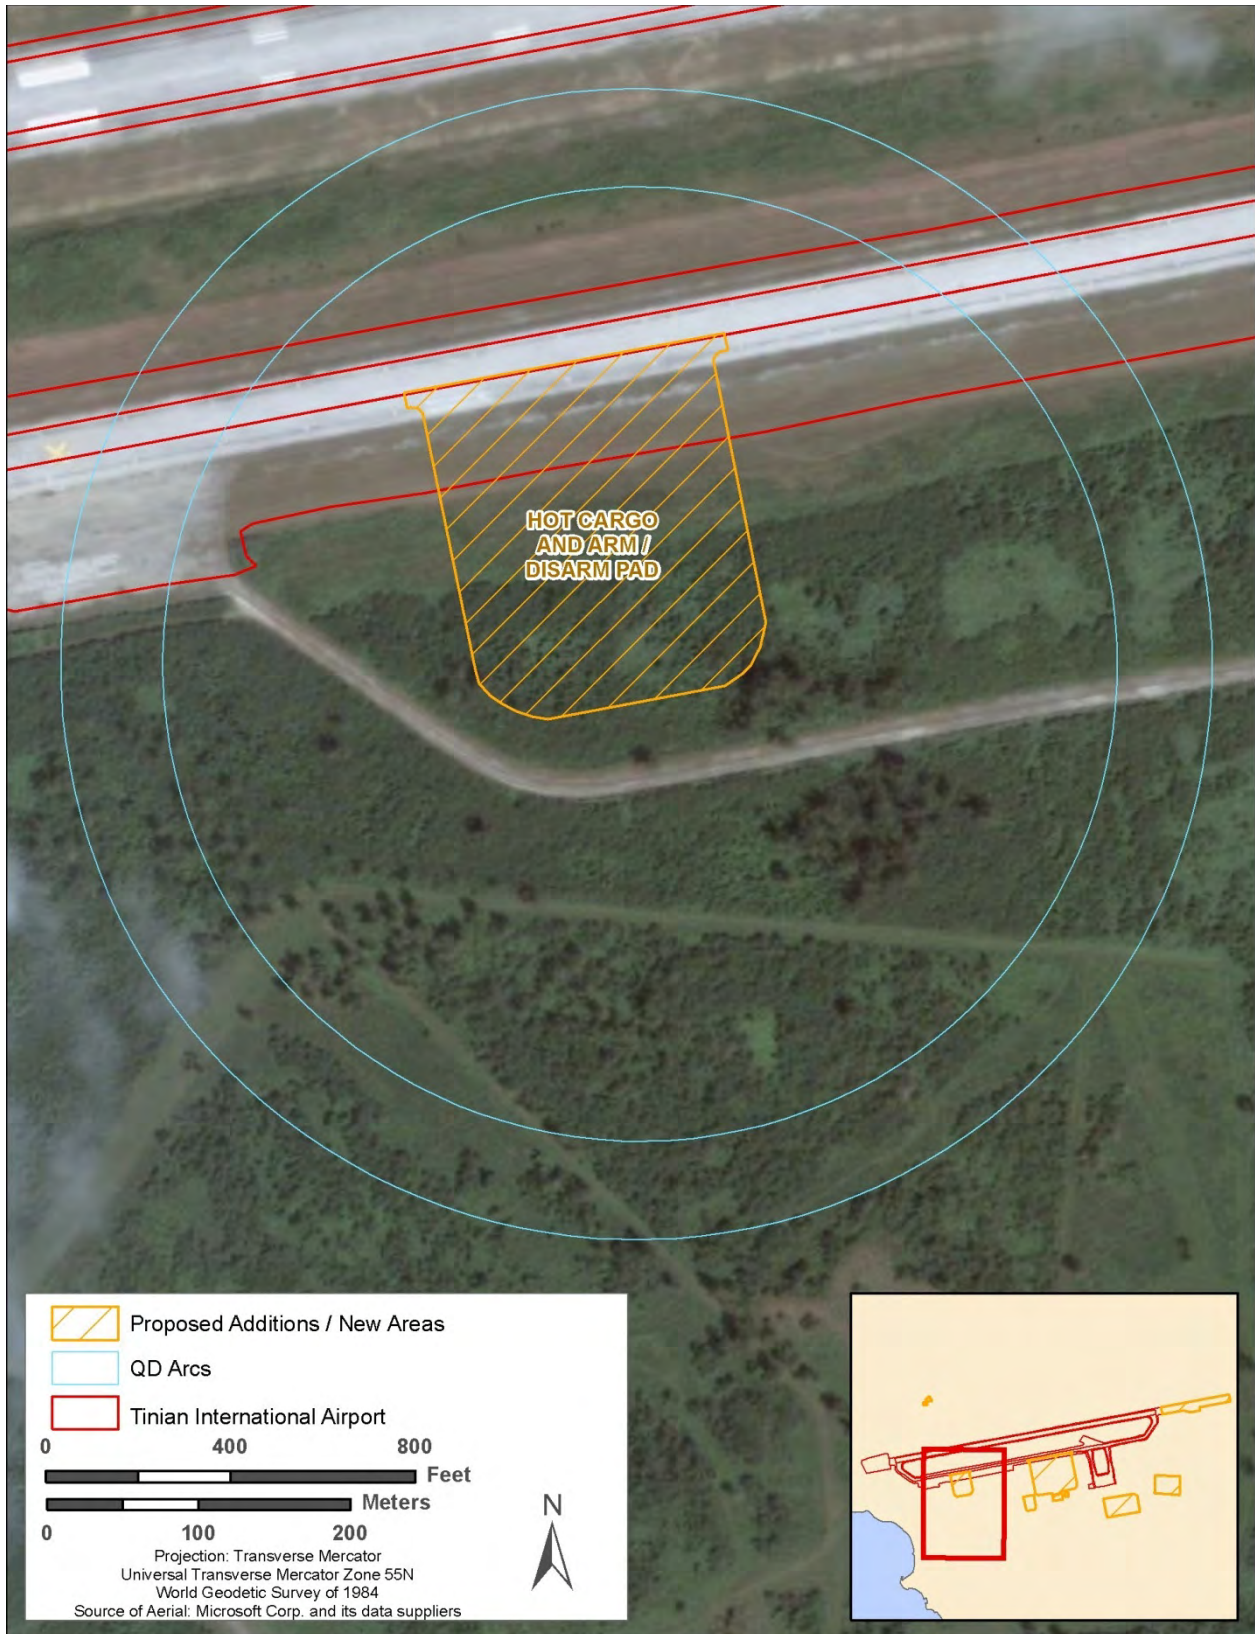 HOT CARGO
AND ARM /
DISARM PAD
Proposed Additions / New Areas
QD Arcs
Tinian International Airport
0 400 800
Feet
Meters
0 100 200
Projection: Transverse Mercator
Universal Transverse Mercator Zone 55N
World Geodetic Survey of 1984
Source of Aerial: Microsoft Corp. and its data suppliers
N